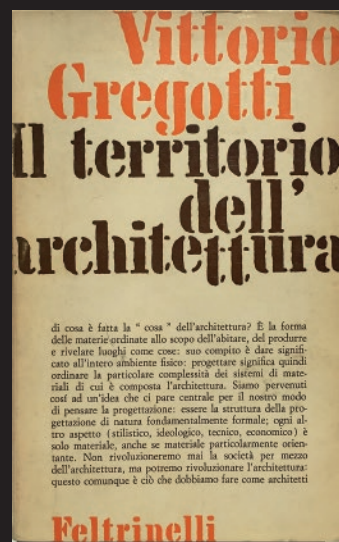 Vittorio
Gregotti
Il territorio
dell'
architettura
di cosa è fatta la " cosa " dell'architettura? È la forma
delle materie ordinate allo scopo dell'abitare, del produrre
e rivelare luoghi come cose: suo compito è dare signifi-
cato all'intero ambiente fisico: progettare significa quindi
ordinare la particolare complessità dei sistemi di mate-
riali di cui è composta l'architettura. Siamo pervenuti
così ad un'idea che ci pare centrale per il nostro modo
di pensare la progettazione: essere la struttura della pro-
gettazione di natura fondamentalmente formale; ogni al-
tro aspetto (stilistico, ideologico, tecnico, economico) è
solo materiale, anche se materiale particolarmente orien-
tante. Non rivoluzioneremo mai la società per mezzo
dell'architettura, ma potremo rivoluzionare l'architettura:
questo comunque è ciò che dobbiamo fare come architetti
Feltrinelli